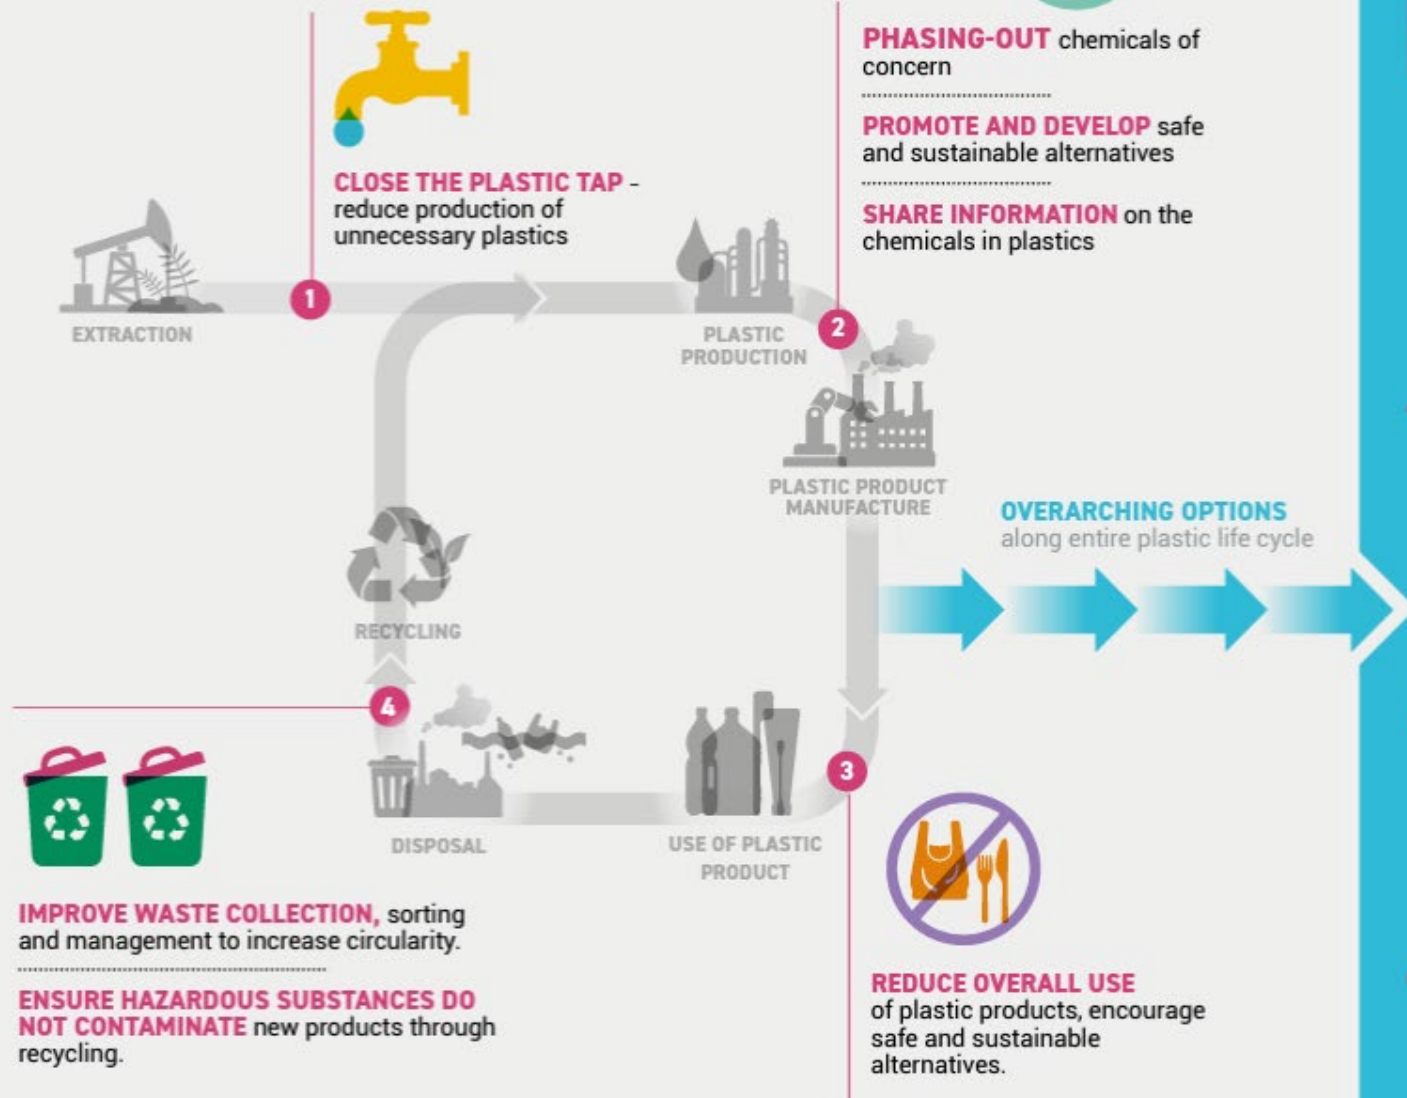 PHASING-OUT chemicals of
concern
PROMOTE AND DEVELOP safe
and sustainable alternatives
SHARE INFORMATION on the
chemicals in plastics
CLOSE THE PLASTIC TAP -
reduce production of
unnecessary plastics
EXTRACTION
1
PLASTIC
PRODUCTION
2
PLASTIC PRODUCT
MANUFACTURE
OVERARCHING OPTIONS
along entire plastic life cycle
RECYCLING
4
3
DISPOSAL
USE OF PLASTIC
PRODUCT
IMPROVE WASTE COLLECTION, sorting
and management to increase circularity.
ENSURE HAZARDOUS SUBSTANCES DO
NOT CONTAMINATE new products through
recycling.
REDUCE OVERALL USE
of plastic products, encourage
safe and sustainable
alternatives.